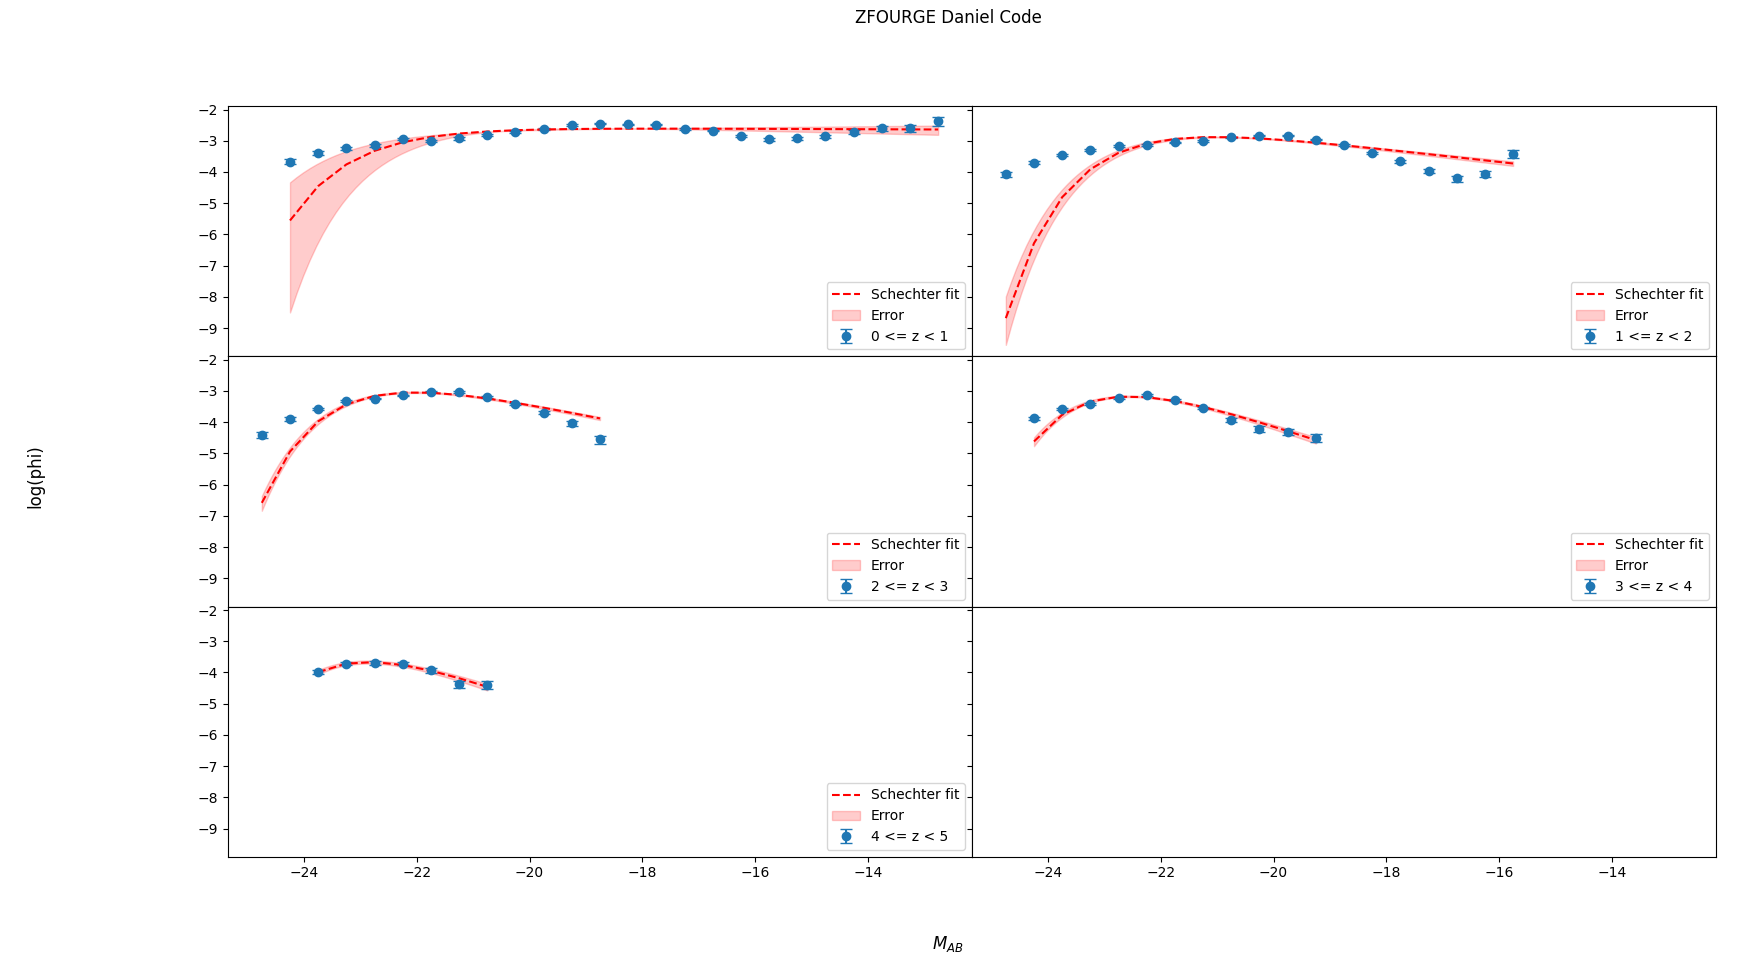 ZFOURGE Daniel Code
−2
−3
−4
−5
−6
−7
−8
−9
Schechter fit
Error
0 <= z < 1
Schechter fit
Error
1 <= z < 2
−2
−3
−4
−5
−6
−7
−8
−9
Schechter fit
Error
2 <= z < 3
Schechter fit
Error
3 <= z < 4
−2
−3
−4
−5
−6
−7
−8
−9
Schechter fit
Error
4 <= z < 5
−24 −22 −20 −18 −16 −14
−24 −22 −20 −18 −16 −14
log(phi)
M_{AB}